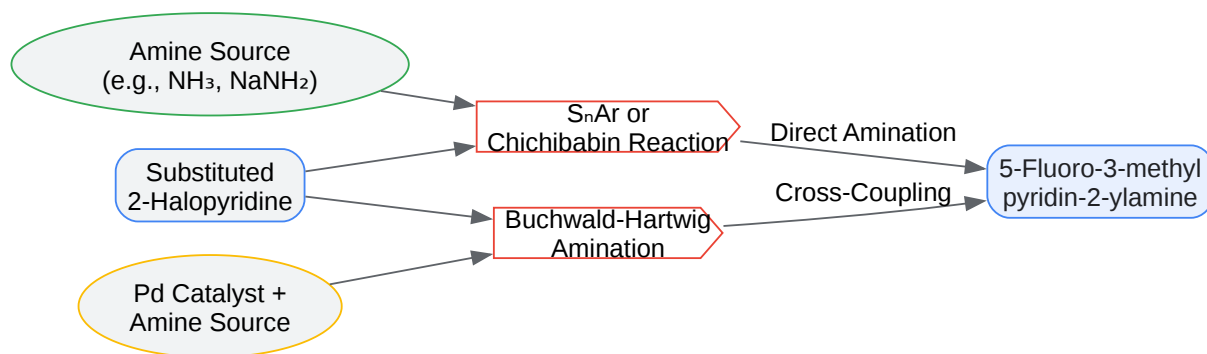 Amine Source
(e.g., NH₃, NaNH₂)
SₙAr or
Chichibabin Reaction
Direct Amination
Substituted
2-Halopyridine
5-Fluoro-3-methyl
pyridin-2-ylamine
Cross-Coupling
Buchwald-Hartwig
Amination
Pd Catalyst +
Amine Source